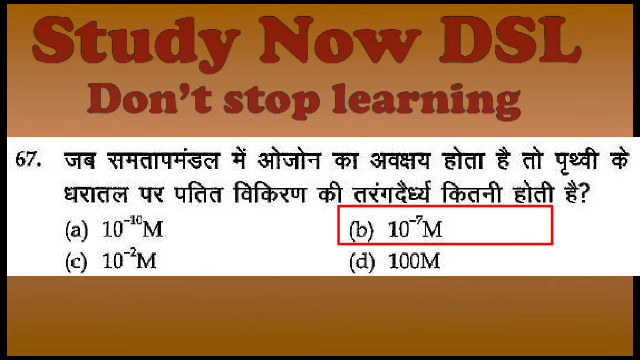 Study Now DSL
Don't stop learning
67. जब समतापमंडल में ओजोन का अवक्षय होता है तो पृथ्वी के
धरातल पर पतित विकिरण की तरंगदैर्ध्य कितनी होती है?
(a) 10⁻¹⁰M (b) 10⁻⁷M
(c) 10⁻²M (d) 100M